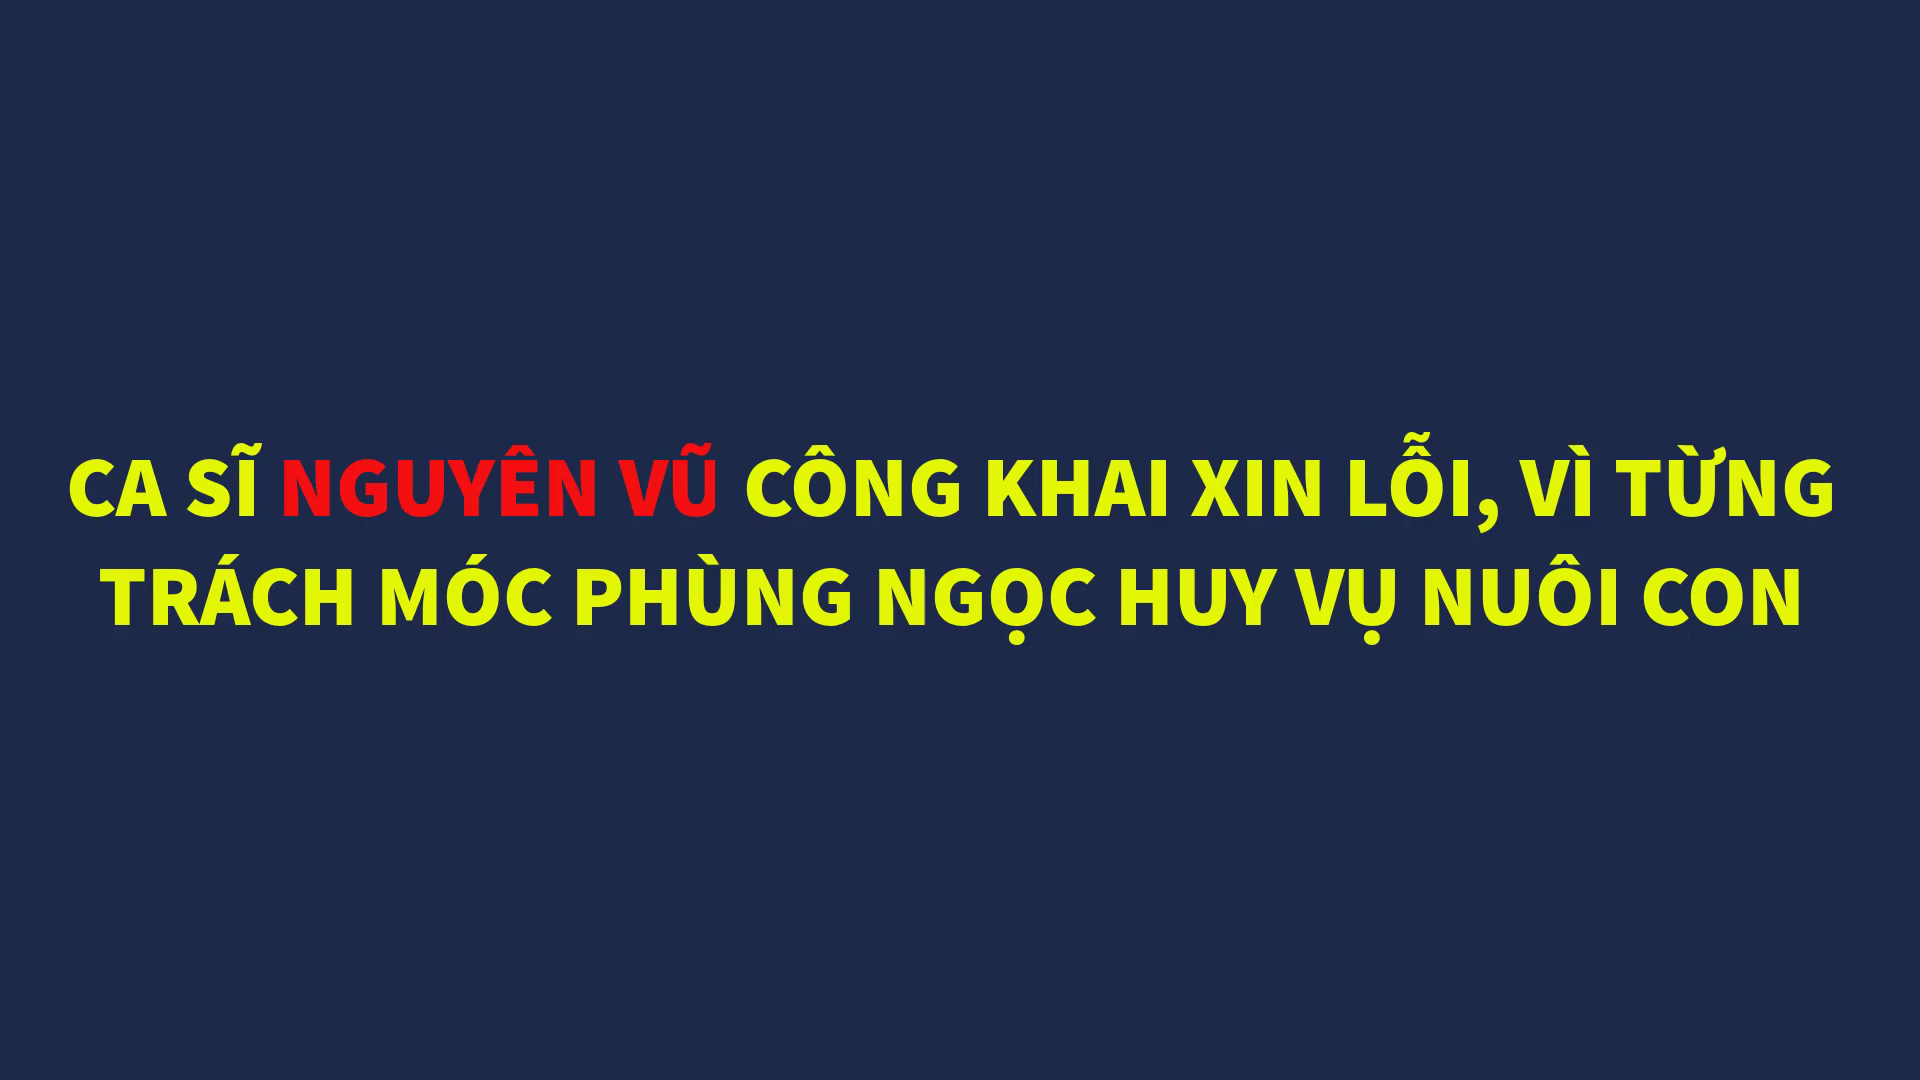 CA SĨ NGUYÊN VŨ CÔNG KHAI XIN LỖI, VÌ TỪNG
TRÁCH MÓC PHÙNG NGỌC HUY VỤ NUÔI CON